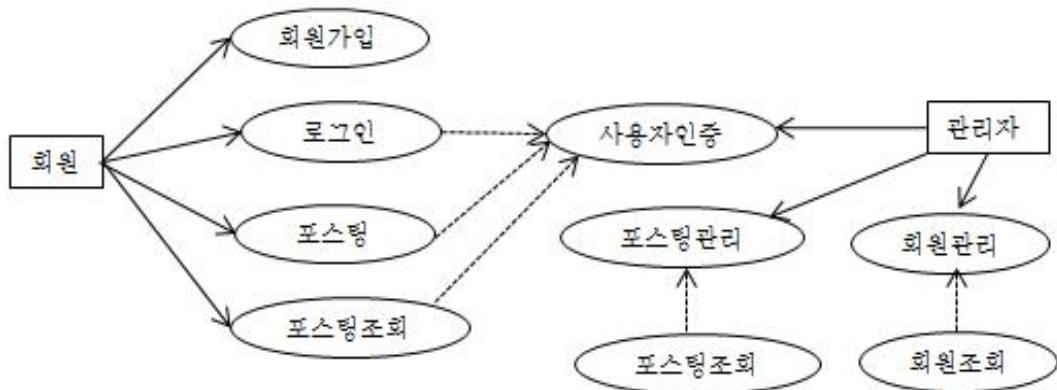 회원가입
로그인
사용자인증
관리자
회원
포스팅
포스팅관리
회원관리
포스팅조회
포스팅조회
회원조회